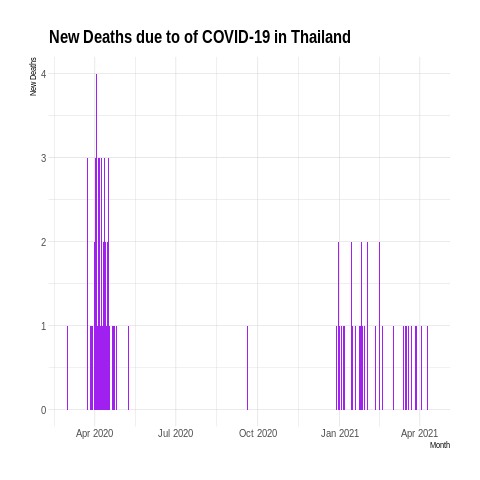 New Deaths due to of COVID-19 in Thailand
New Deaths
4
3
2
1
0
Apr 2020 Jul 2020 Oct 2020 Jan 2021 Apr 2021
Month